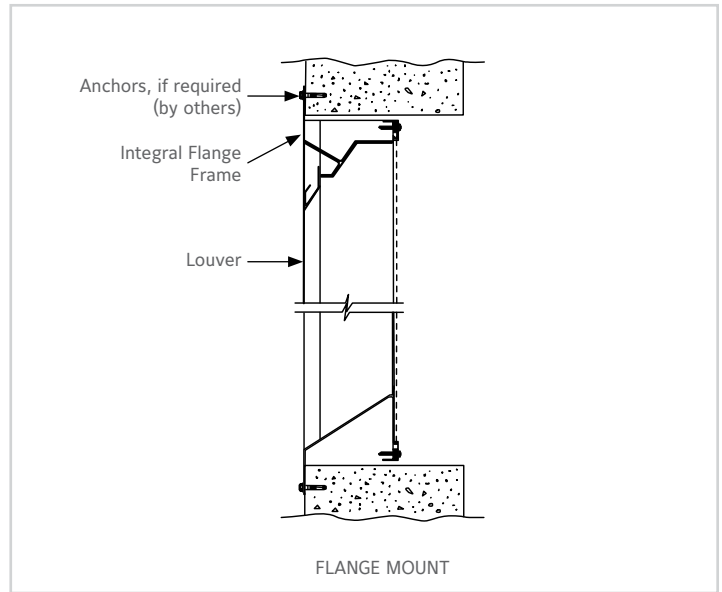 Anchors, if required
(by others)
Integral Flange
Frame
Louver
FLANGE MOUNT